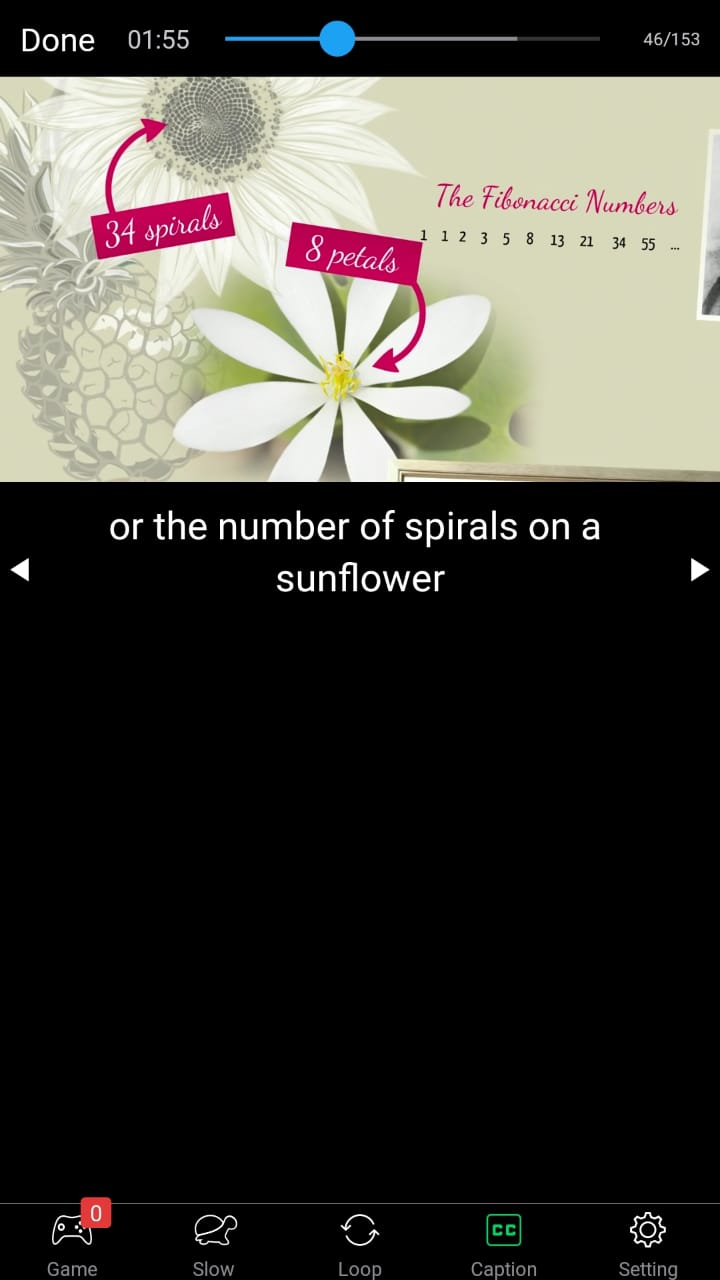 Done 01:55 46/153
34 spirals
8 petals
The Fibonacci Numbers
1 1 2 3 5 8 13 21 34 55 ...
or the number of spirals on a
sunflower
0
CC
Game Slow Loop Caption Setting